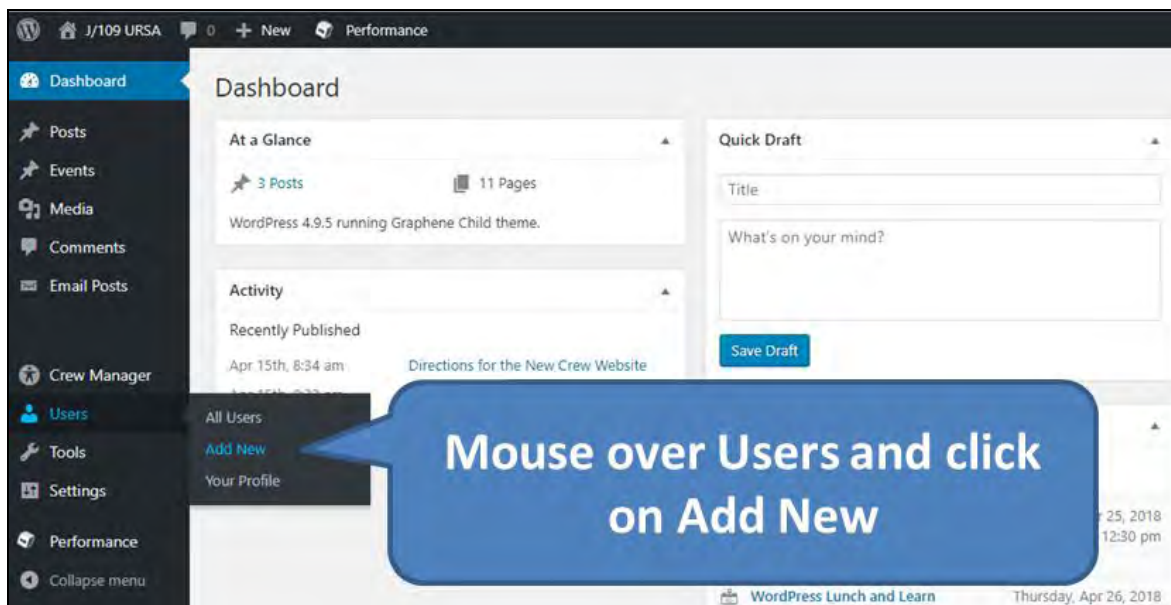 J/109 URSA 0 + New Performance
Dashboard
Posts
Events
Media
Comments
Email Posts
Crew Manager
Users
Tools
Settings
Performance
Collapse menu
All Users
Add New
Your Profile
Dashboard
At a Glance
3 Posts 11 Pages
WordPress 4.9.5 running Graphene Child theme.
Activity
Recently Published
Apr 15th, 8:34 am Directions for the New Crew Website
Quick Draft
Title
What's on your mind?
Save Draft
Mouse over Users and click
on Add New
25, 2018
12:30 pm
WordPress Lunch and Learn Thursday, Apr 26, 2018